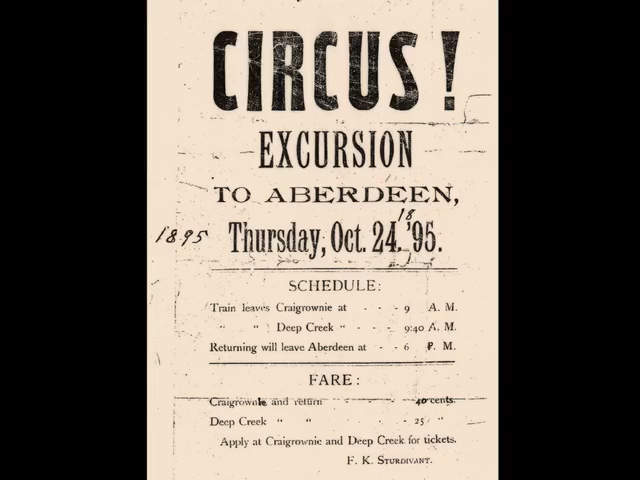 CIRCUS!
EXCURSION
TO ABERDEEN,
18
1895 Thursday, Oct. 24, '95.
SCHEDULE:
Train leaves Craigrownie at - - - 9 A. M.
" " Deep Creek " - - 9:40 A. M.
Returning will leave Aberdeen at - - 6 P. M.
FARE:
Craigrownie and return - - - - 40 cents.
Deep Creek " " - - - - 25 "
Apply at Craigrownie and Deep Creek for tickets.
F. K. STURDIVANT.